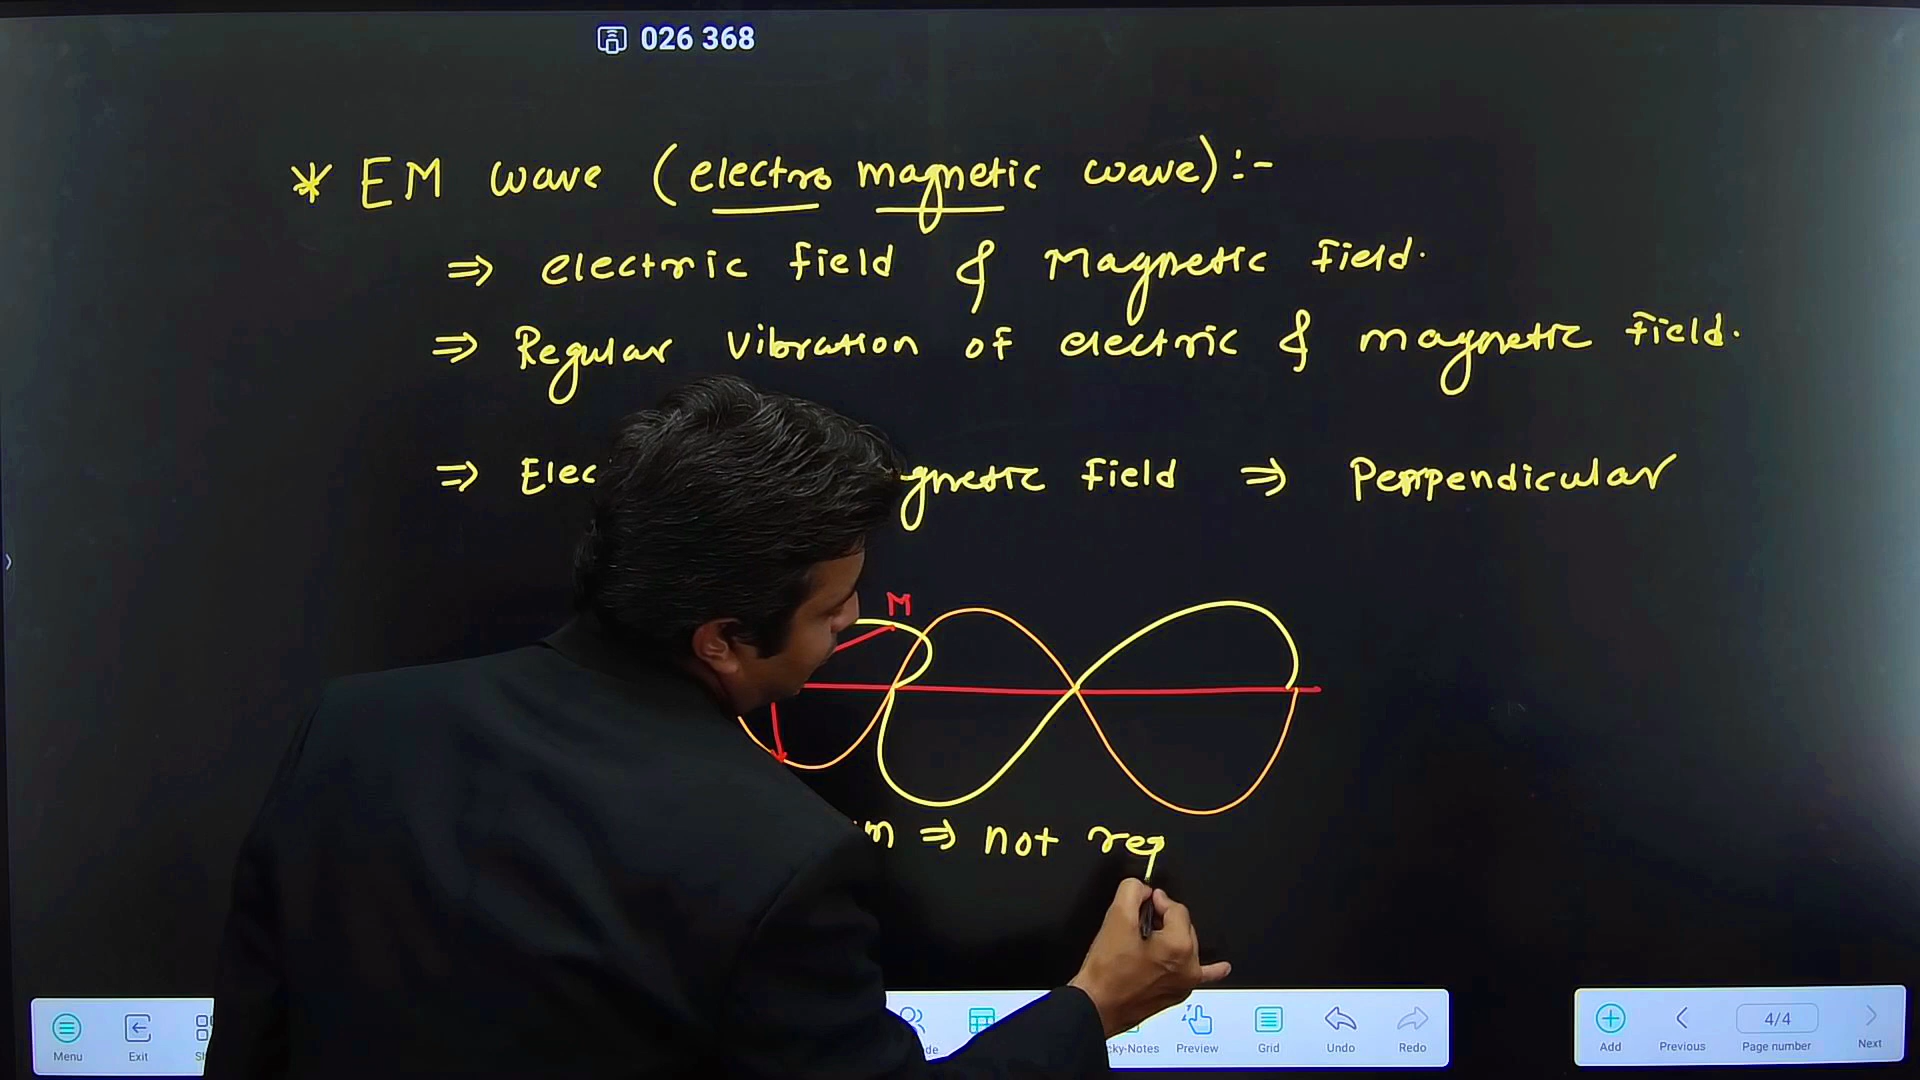 026 368
* EM wave (electro magnetic wave):-
⇒ electric field & Magnetic field.
⇒ Regular vibration of electric & magnetic field.
⇒ Elec gnetic field ⇒ Perpendicular
M
m ⇒ not req
Menu Exit Preview Grid Undo Redo Add Previous 4/4 Page number Next